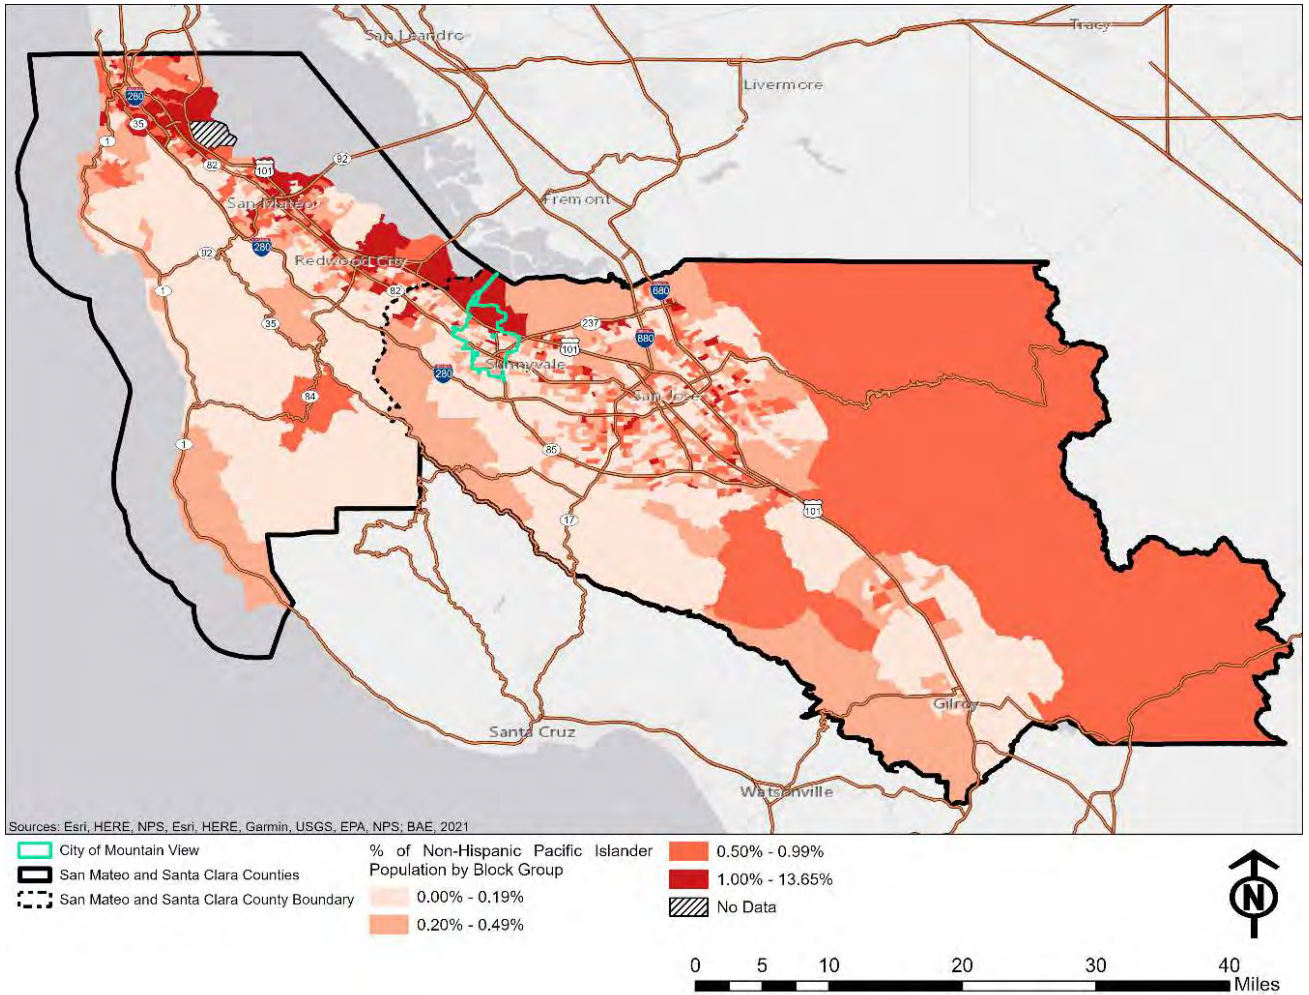 San Leandro
Tracy
Livermore
280
35
1
82
101
92
San Mateo
Fremont
92
280
Redwood City
1
82
680
35
237
880
101
Sunnyvale
280
84
San Jose
1
85
101
17
Gilroy
Santa Cruz
Watsonville
Sources: Esri, HERE, NPS, Esri, HERE, Garmin, USGS, EPA, NPS; BAE, 2021
City of Mountain View
San Mateo and Santa Clara Counties
San Mateo and Santa Clara County Boundary
% of Non-Hispanic Pacific Islander
Population by Block Group
0.00% - 0.19%
0.20% - 0.49%
0.50% - 0.99%
1.00% - 13.65%
No Data
N
0 5 10 20 30 40
Miles